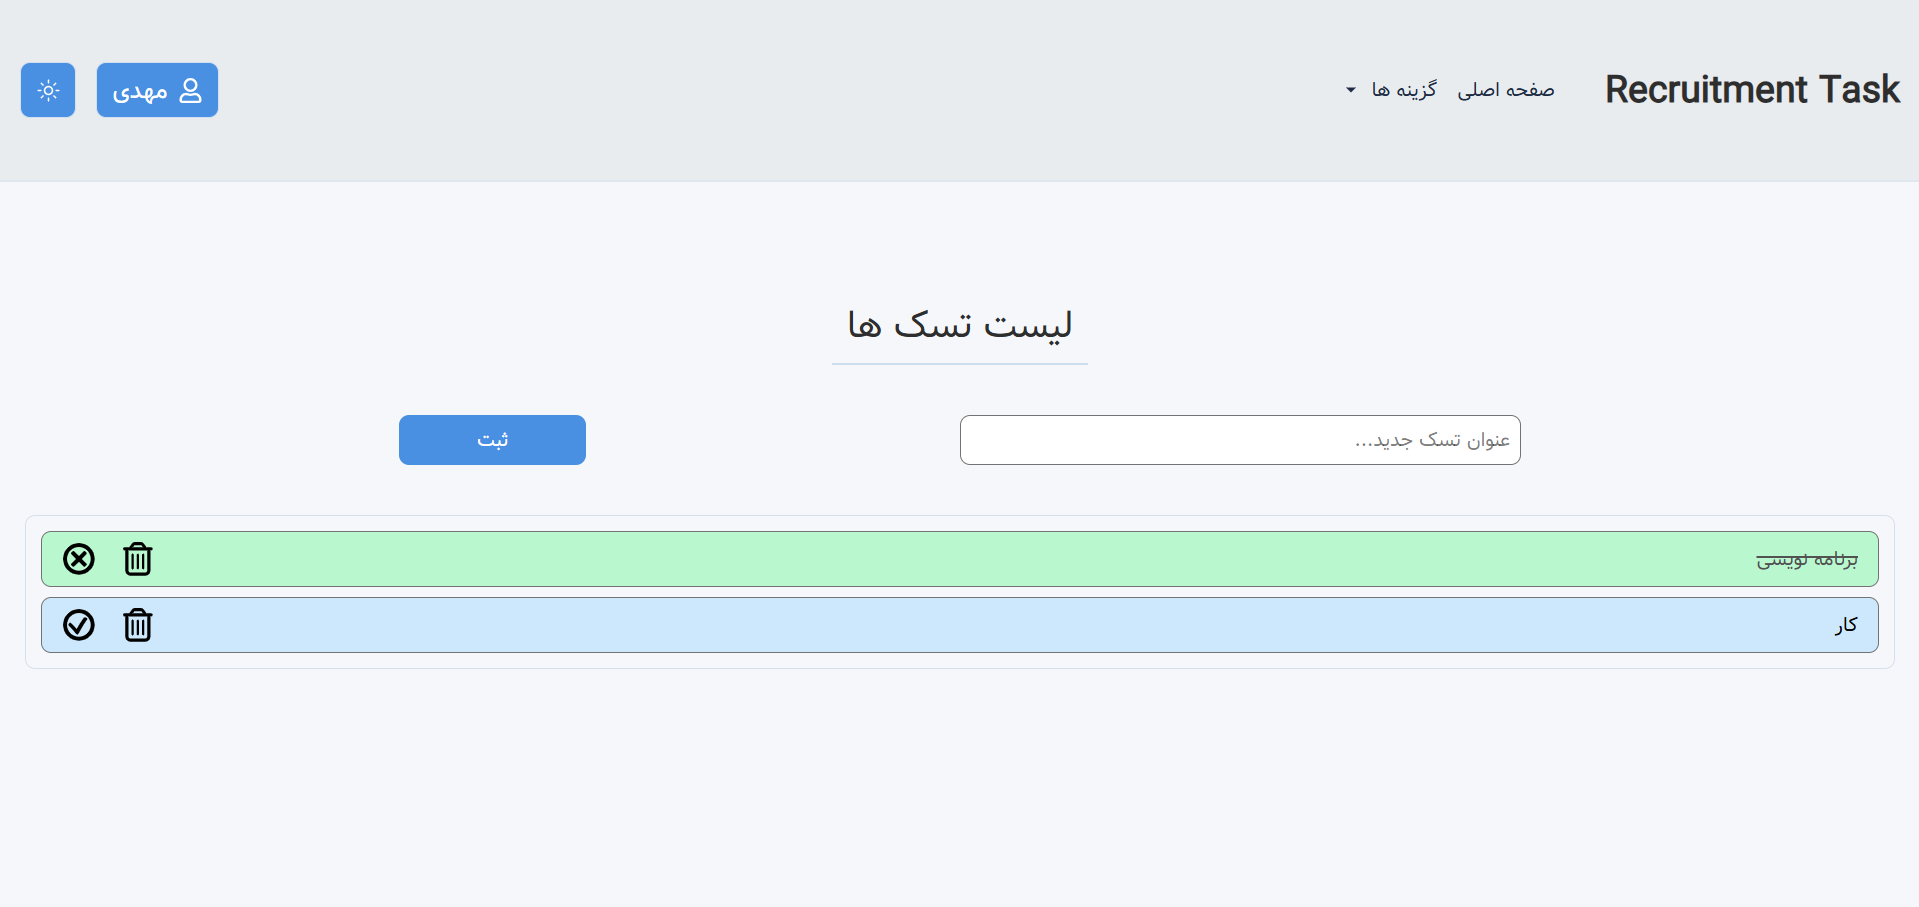 Recruitment Task
صفحه اصلی
گزینه ها
مهدی
لیست تسک ها
عنوان تسک جدید...
ثبت
برنامه نویسی
کار